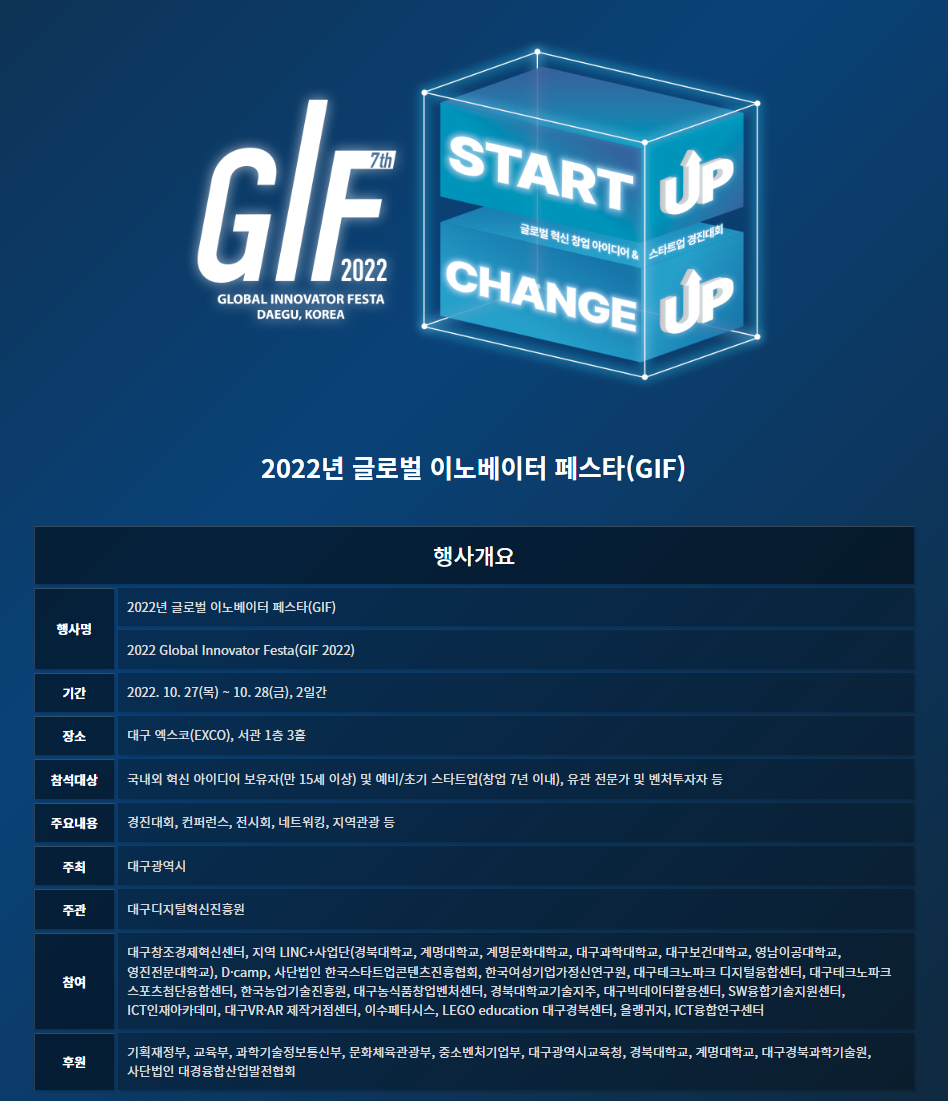 GIF
7th
2022
GLOBAL INNOVATOR FESTA
DAEGU, KOREA
START UP
글로벌 혁신 창업 아이디어 & 스타트업 경진대회
CHANGE UP
2022년 글로벌 이노베이터 페스타(GIF)
행사개요
행사명
2022년 글로벌 이노베이터 페스타(GIF)
2022 Global Innovator Festa(GIF 2022)
기간
2022. 10. 27(목) ~ 10. 28(금), 2일간
장소
대구 엑스코(EXCO), 서관 1층 3홀
참석대상
국내외 혁신 아이디어 보유자(만 15세 이상) 및 예비/초기 스타트업(창업 7년 이내), 유관 전문가 및 벤처투자자 등
주요내용
경진대회, 컨퍼런스, 전시회, 네트워킹, 지역관광 등
주최
대구광역시
주관
대구디지털혁신진흥원
참여
대구창조경제혁신센터, 지역 LINC+사업단(경북대학교, 계명대학교, 계명문화대학교, 대구과학대학교, 대구보건대학교, 영남이공대학교,
영진전문대학교), D·camp, 사단법인 한국스타트업콘텐츠진흥협회, 한국여성기업가정신연구원, 대구테크노파크 디지털융합센터, 대구테크노파크
스포츠첨단융합센터, 한국농업기술진흥원, 대구농식품창업벤처센터, 경북대학교기술지주, 대구빅데이터활용센터, SW융합기술지원센터,
ICT인재아카데미, 대구VR·AR 제작거점센터, 이수페타시스, LEGO education 대구경북센터, 올랭귀지, ICT융합연구센터
후원
기획재정부, 교육부, 과학기술정보통신부, 문화체육관광부, 중소벤처기업부, 대구광역시교육청, 경북대학교, 계명대학교, 대구경북과학기술원,
사단법인 대경융합산업발전협회